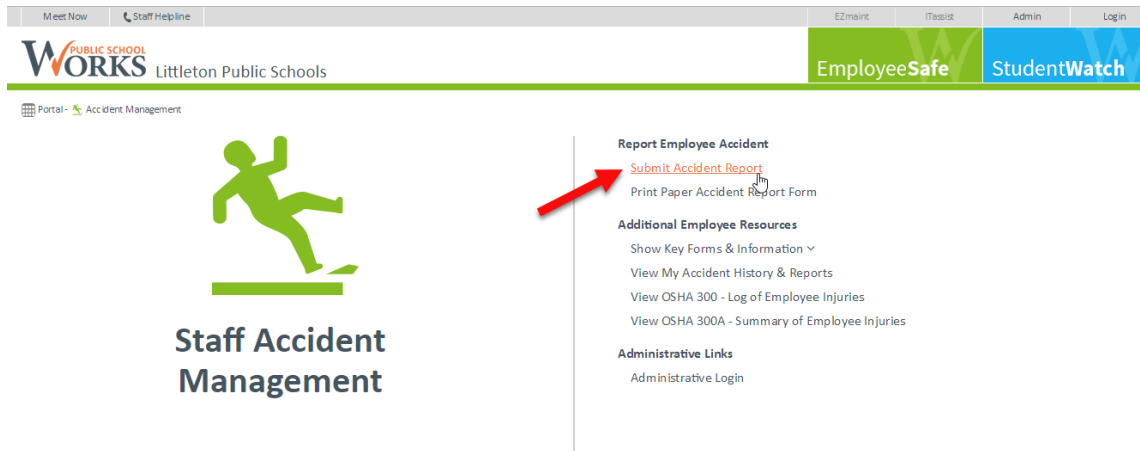 Meet Now Staff Helpline EZmaint ITassist Admin Login
PUBLIC SCHOOL
WORKS Littleton Public Schools
EmployeeSafe StudentWatch
Portal - Accident Management
Staff Accident
Management
Report Employee Accident
Submit Accident Report
Print Paper Accident Report Form
Additional Employee Resources
Show Key Forms & Information
View My Accident History & Reports
View OSHA 300 - Log of Employee Injuries
View OSHA 300A - Summary of Employee Injuries
Administrative Links
Administrative Login